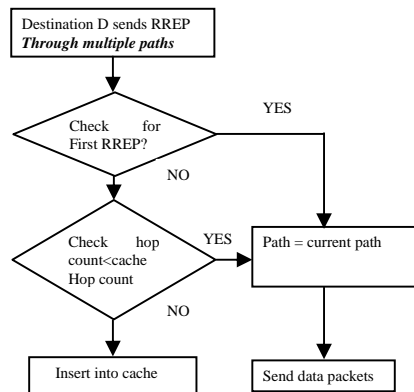 Destination D sends RREP
Through multiple paths
YES
Check for
First RREP?
NO
Check hop
count<cache
Hop count
YES
Path = current path
NO
Insert into cache
Send data packets